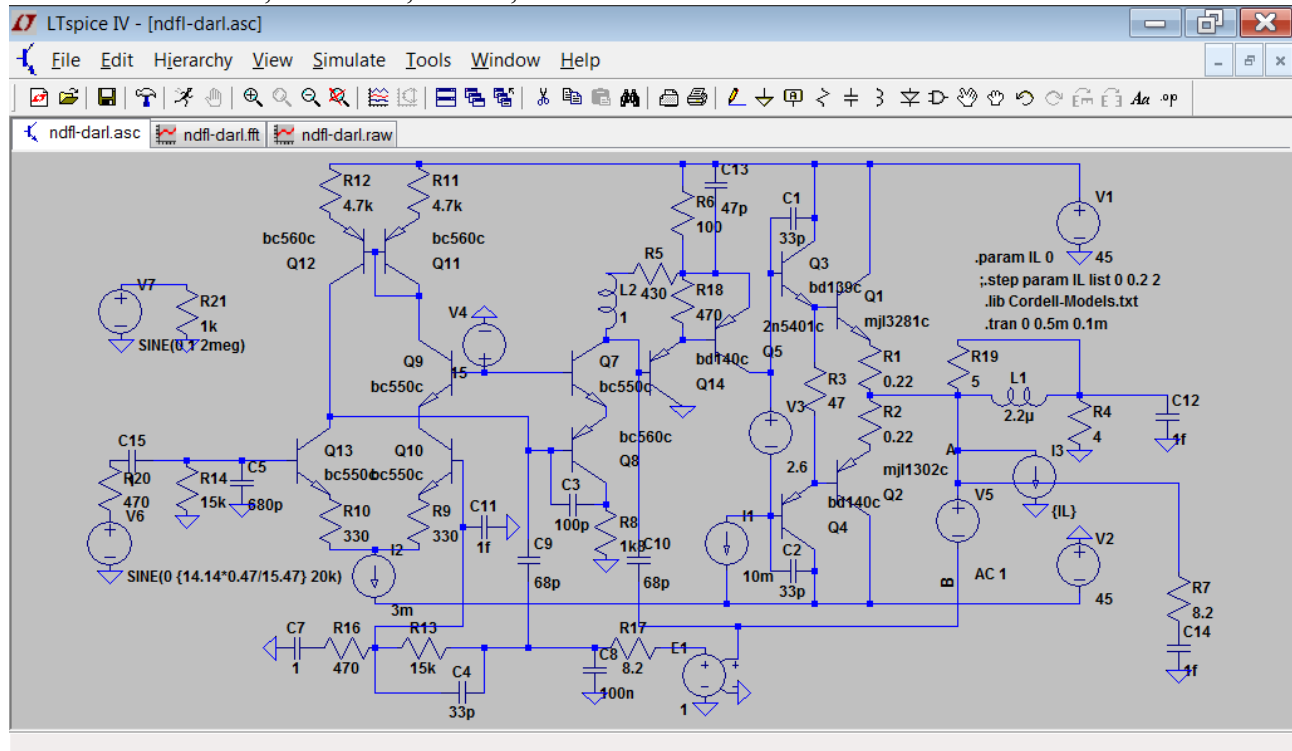 LTspice IV - [ndfl-darl.asc]
File Edit Hierarchy View Simulate Tools Window Help
Aa .op
ndfl-darl.asc ndfl-darl.fft ndfl-darl.raw
R12
4.7k
R11
4.7k
bc560c
Q12
bc560c
Q11
V7
SINE(0 1 2meg)
R21
1k
V4
15
Q9
bc550c
R5
430
L2
1
R6
100
C13
47p
R18
470
C1
33p
Q3
bd139c
Q1
mjl3281c
2n5401c
Q5
bd140c
Q14
Q7
bc550c
V1
45
.param IL 0
;.step param IL list 0 0.2 2
.lib Cordell-Models.txt
.tran 0 0.5m 0.1m
R1
0.22
R2
0.22
R3
47
V3
2.6
R19
5
L1
2.2µ
R4
4
C12
1f
C15
R20
470
V6
SINE(0 {14.14*0.47/15.47} 20k)
R14
15k
C5
680p
Q13
bc550c
Q10
bc550c
R10
330
R9
330
C11
1f
I2
3m
bc560c
Q8
C3
100p
R8
1k8
C9
68p
C10
68p
I1
10m
bd140c
Q4
C2
33p
mjl1302c
Q2
A
I3
{IL}
V5
AC 1
B
V2
45
R7
8.2
C14
1f
C7
1
R16
470
R13
15k
C4
33p
R17
8.2
C8
100n
E1
1